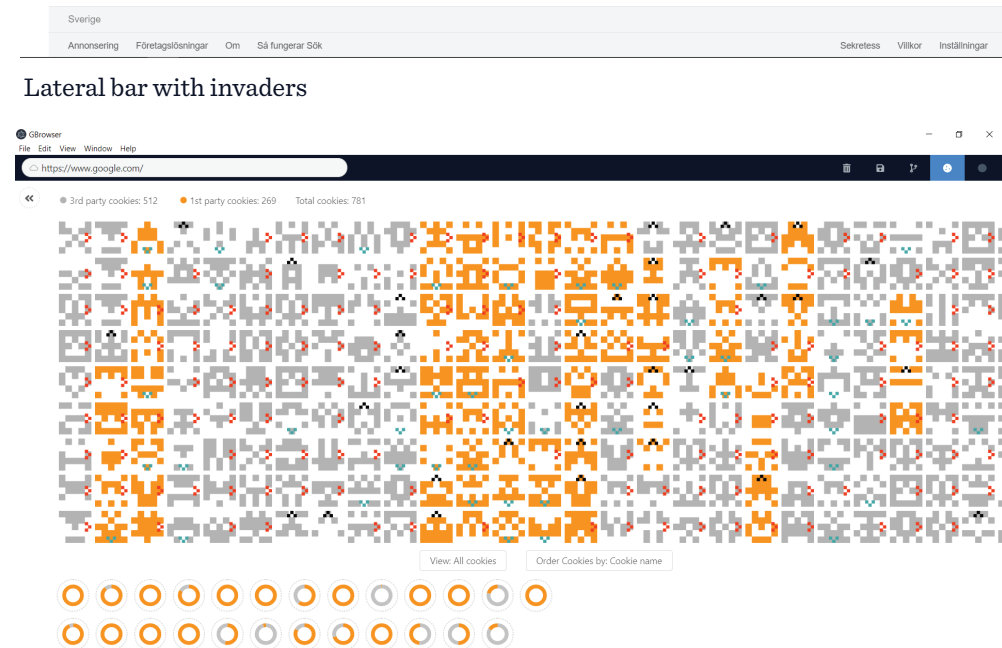 Sverige
Annonsering Företagslösningar Om Så fungerar Sök Sekretess Villkor Inställningar
Lateral bar with invaders
GBrowser
File Edit View Window Help
https://www.google.com/
3rd party cookies: 512 1st party cookies: 269 Total cookies: 781
View: All cookies Order Cookies by: Cookie name